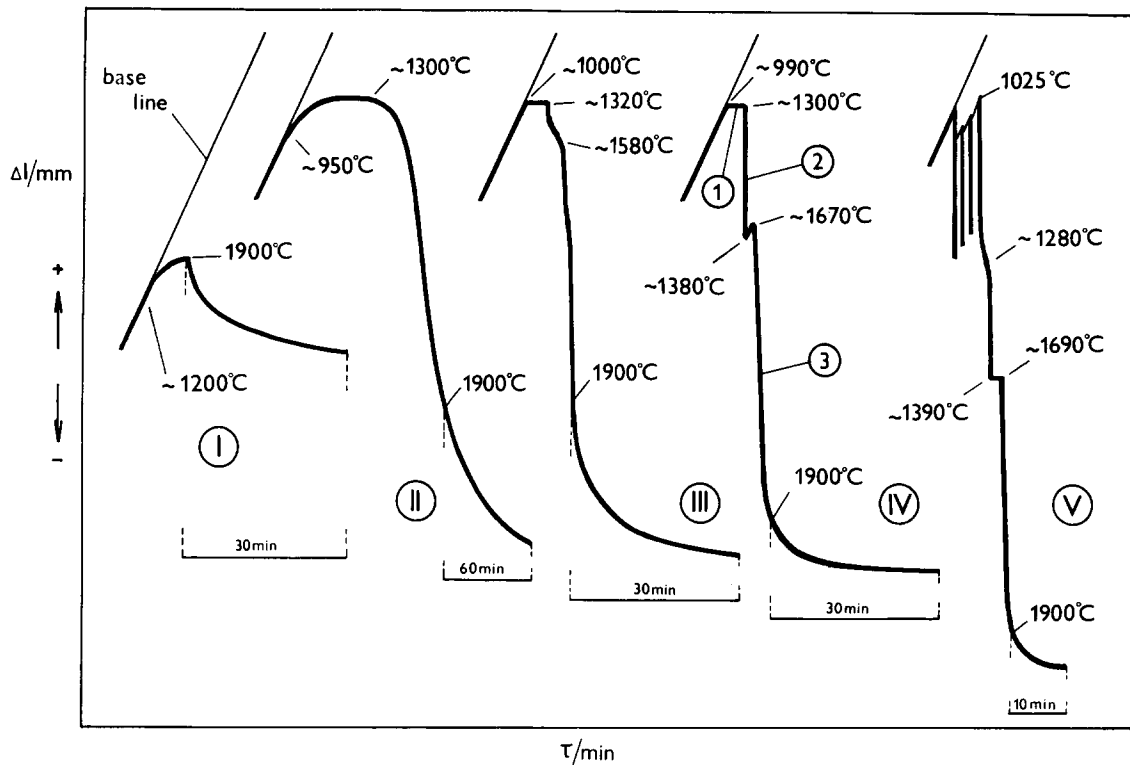 base
line
Δl/mm
+
−
~1200°C
1900°C
I
30min
~950°C
~1300°C
1900°C
II
60min
~1000°C
~1320°C
~1580°C
1900°C
III
30min
~990°C
~1300°C
1
2
~1670°C
~1380°C
3
1900°C
IV
30min
1025°C
~1280°C
~1690°C
~1390°C
V
1900°C
10min
τ/min